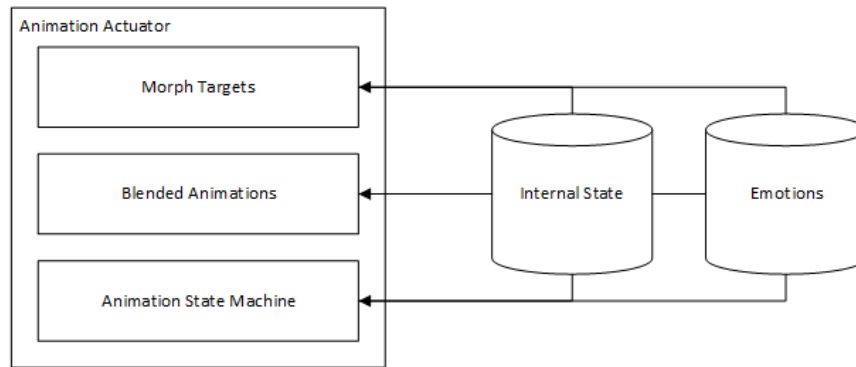 Animation Actuator
Morph Targets
Blended Animations
Internal State
Emotions
Animation State Machine